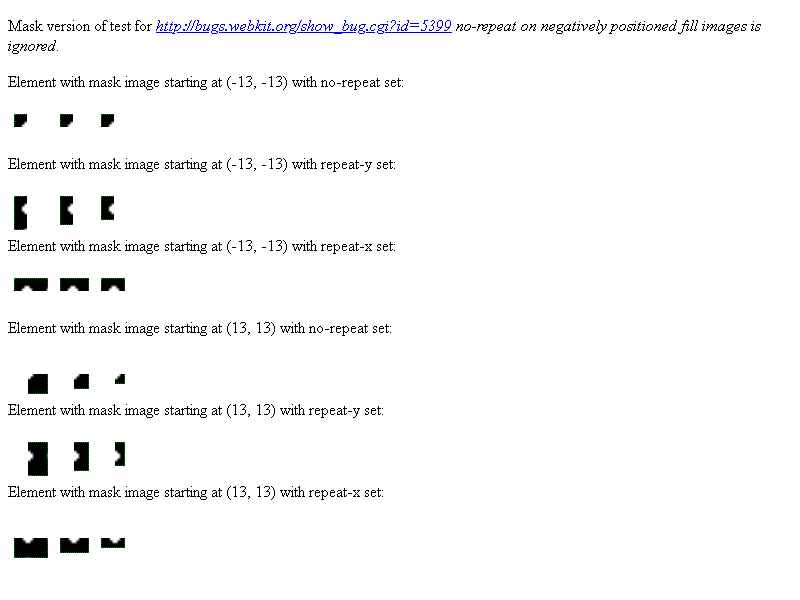 Mask version of test for http://bugs.webkit.org/show_bug.cgi?id=5399 no-repeat on negatively positioned fill images is
ignored.
Element with mask image starting at (-13, -13) with no-repeat set:
Element with mask image starting at (-13, -13) with repeat-y set:
Element with mask image starting at (-13, -13) with repeat-x set:
Element with mask image starting at (13, 13) with no-repeat set:
Element with mask image starting at (13, 13) with repeat-y set:
Element with mask image starting at (13, 13) with repeat-x set: